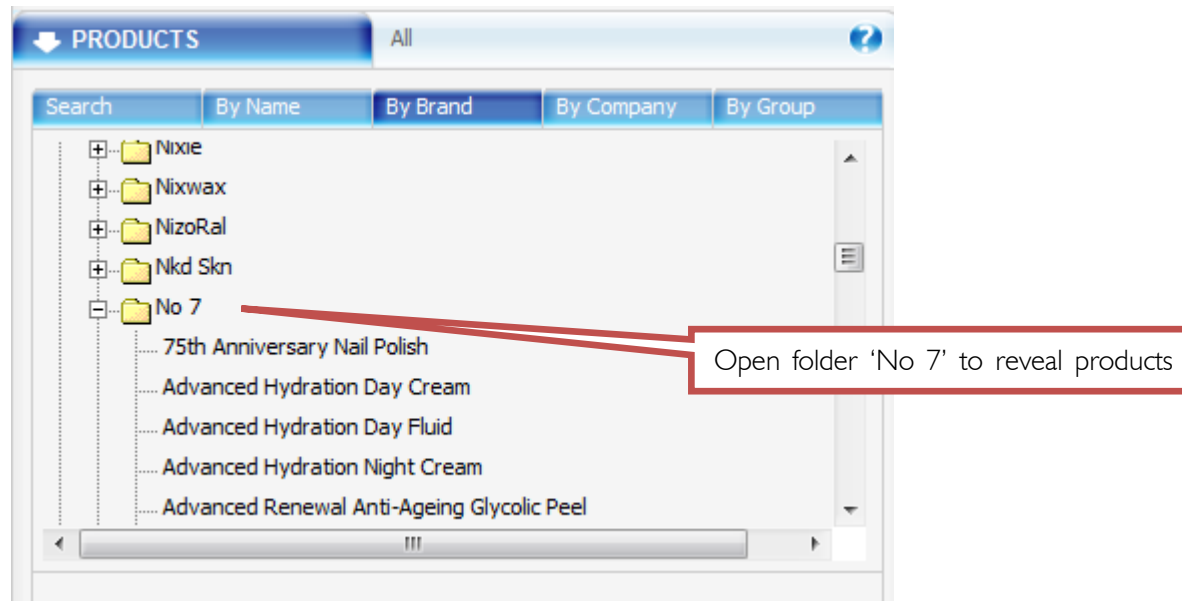 PRODUCTS All ?
Search By Name By Brand By Company By Group
Nixie
Nixwax
NizoRal
Nkd Skn
No 7
75th Anniversary Nail Polish
Open folder ‘No 7’ to reveal products
Advanced Hydration Day Cream
Advanced Hydration Day Fluid
Advanced Hydration Night Cream
Advanced Renewal Anti-Ageing Glycolic Peel